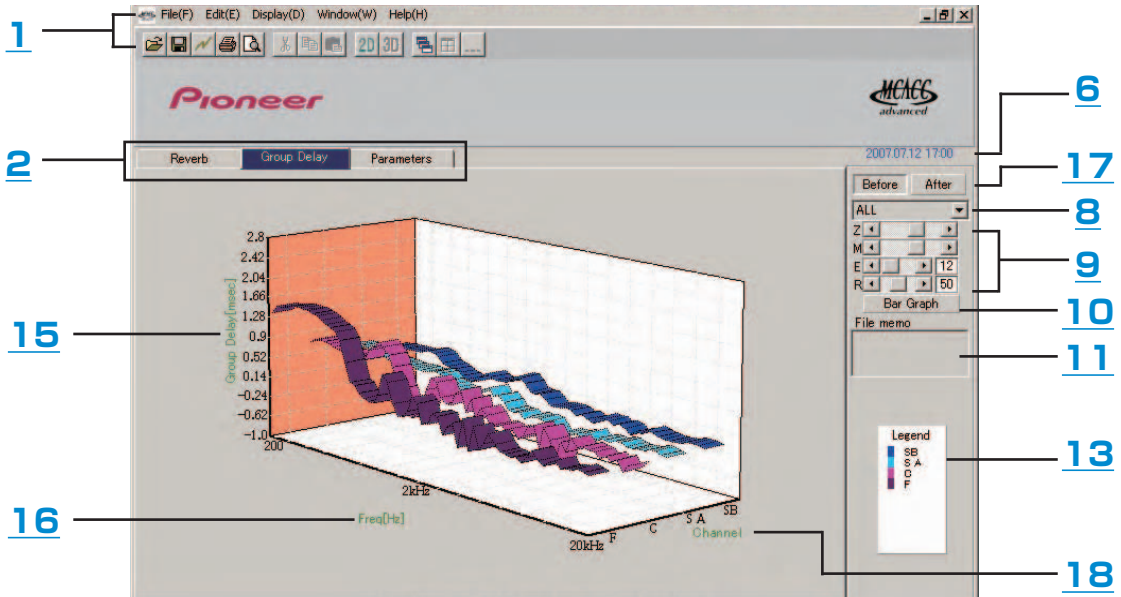 File(F) Edit(E) Display(D) Window(W) Help(H)
1
2D 3D ...
Pioneer
MCACC
advanced
6
2007.07.12 17:00
2
Reverb Group Delay Parameters
Before After
17
ALL
8
Z
M
E 12
R 50
9
Bar Graph
10
File memo
11
2.8
2.42
2.04
1.66
1.28
0.9
0.52
0.14
-0.24
-0.62
-1.0
Group Delay[msec]
15
200
2kHz
20kHz
Freq[Hz]
16
F
C
S A
SB
Channel
18
Legend
SB
S A
C
F
13